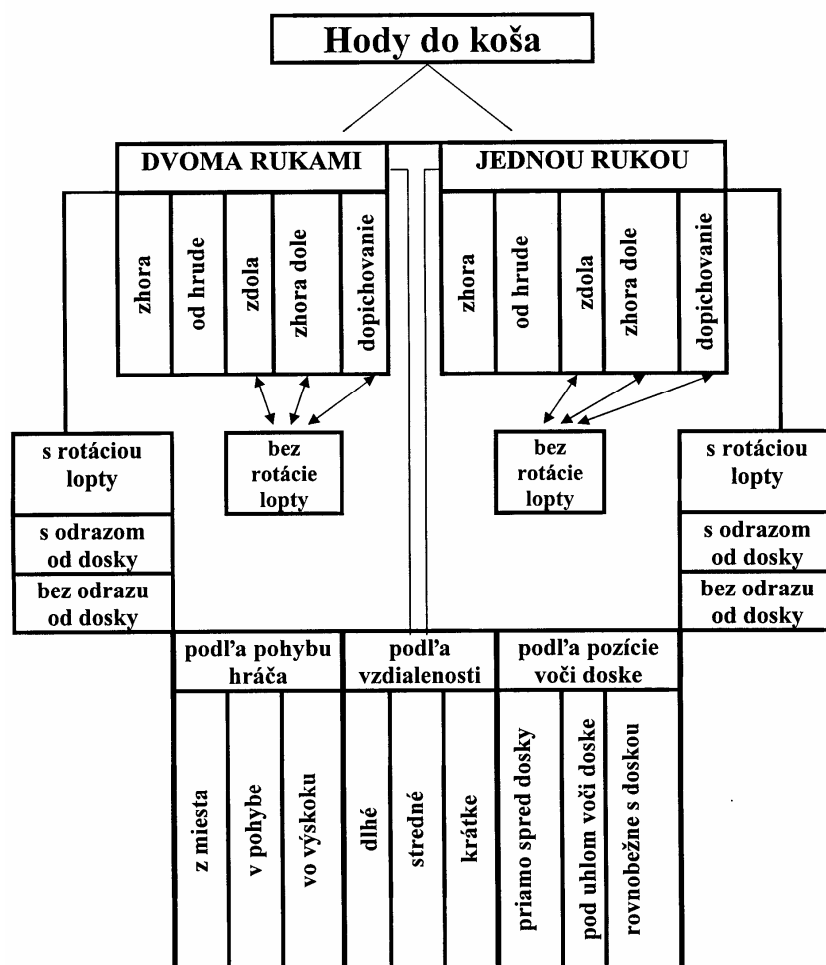 Hody do koša
DVOMA RUKAMI
JEDNOU RUKOU
zhora
od hrude
zdola
zhora dole
dopichovanie
zhora
od hrude
zdola
zhora dole
dopichovanie
s rotáciou
lopty
s odrazom
od dosky
bez odrazu
od dosky
bez
rotácie
lopty
bez
rotácie
lopty
s rotáciou
lopty
s odrazom
od dosky
bez odrazu
od dosky
podľa pohybu
hráča
podľa
vzdialenosti
podľa pozície
voči doske
z miesta
v pohybe
vo výskoku
dlhé
stredné
krátke
priamo spred dosky
pod uhlom voči doske
rovnobežne s doskou